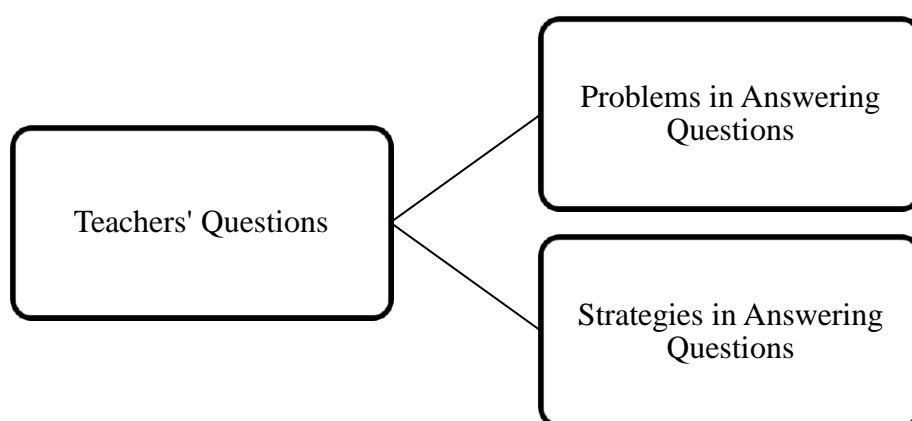 Teachers' Questions
Problems in Answering
Questions
Strategies in Answering
Questions